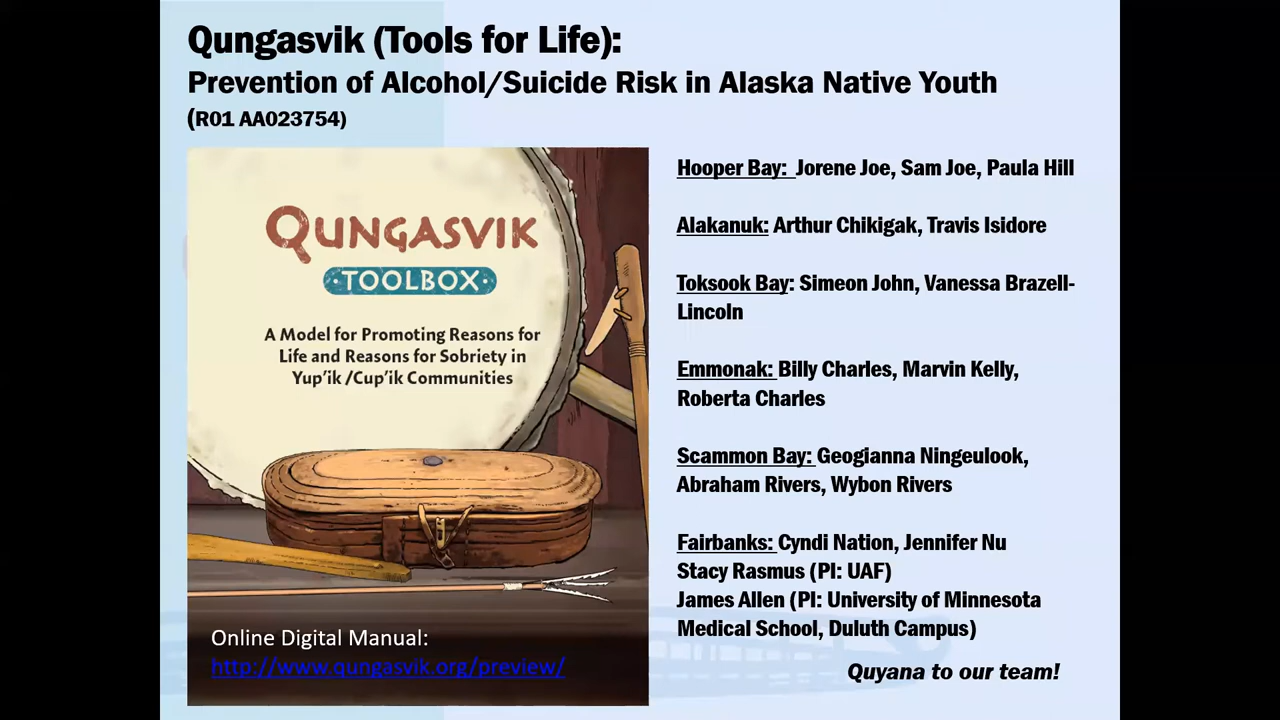 Qungasvik (Tools for Life):
Prevention of Alcohol/Suicide Risk in Alaska Native Youth
(R01 AA023754)
QUNGASVIK
·TOOLBOX·
A Model for Promoting Reasons for
Life and Reasons for Sobriety in
Yup'ik /Cup'ik Communities
Online Digital Manual:
http://www.qungasvik.org/preview/
Hooper Bay: Jorene Joe, Sam Joe, Paula Hill
Alakanuk: Arthur Chikigak, Travis Isidore
Toksook Bay: Simeon John, Vanessa Brazell-
Lincoln
Emmonak: Billy Charles, Marvin Kelly,
Roberta Charles
Scammon Bay: Geogianna Ningeulook,
Abraham Rivers, Wybon Rivers
Fairbanks: Cyndi Nation, Jennifer Nu
Stacy Rasmus (PI: UAF)
James Allen (PI: University of Minnesota
Medical School, Duluth Campus)
Quyana to our team!